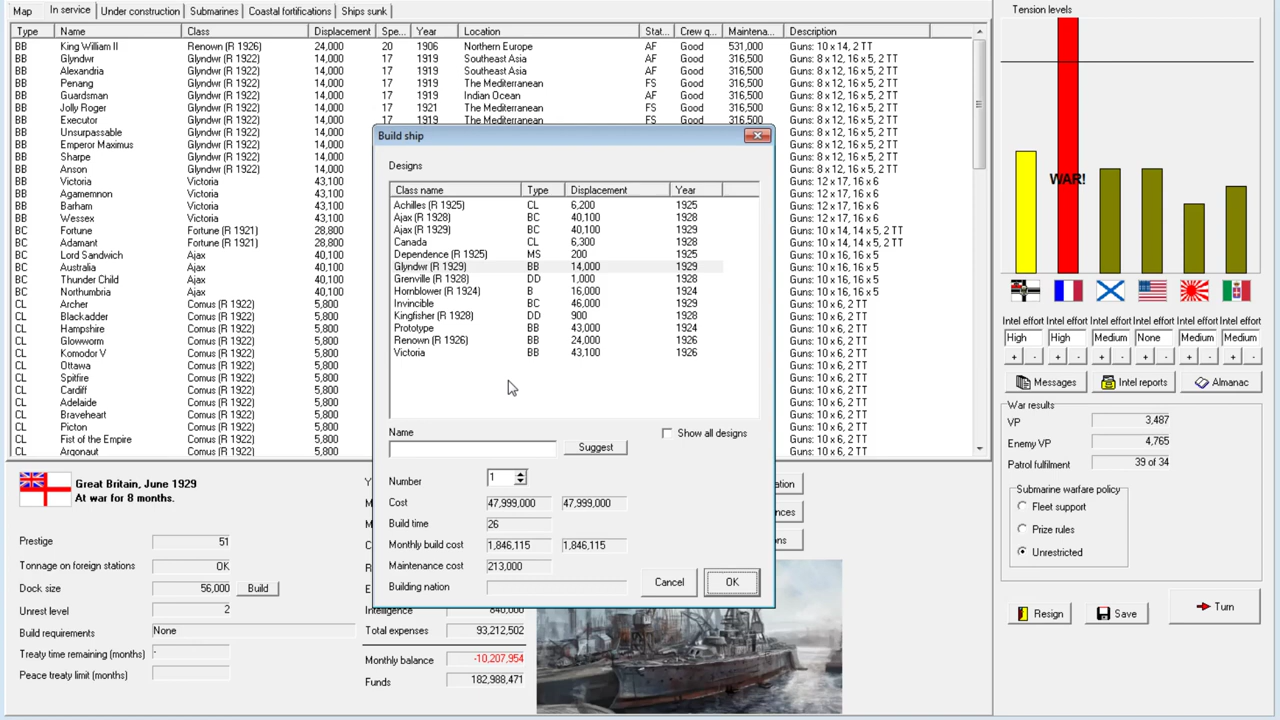 Map
In service
Under construction
Submarines
Coastal fortifications
Ships sunk
Type Name Class Displacement Spe... Year Location Stat... Crew q... Maintena... Description
BB King William II Renown (R 1926) 24,000 20 1906 Northern Europe AF Good 531,000 Guns: 10 x 14, 2 TT
BB Glyndwr Glyndwr (R 1922) 14,000 17 1919 Southeast Asia AF Good 316,500 Guns: 8 x 12, 16 x 5, 2 TT
BB Alexandria Glyndwr (R 1922) 14,000 17 1919 Southeast Asia AF Good 316,500 Guns: 8 x 12, 16 x 5, 2 TT
BB Penang Glyndwr (R 1922) 14,000 17 1919 The Mediterranean FS Good 316,500 Guns: 8 x 12, 16 x 5, 2 TT
BB Guardsman Glyndwr (R 1922) 14,000 17 1919 Indian Ocean AF Good 316,500 Guns: 8 x 12, 16 x 5, 2 TT
BB Jolly Roger Glyndwr (R 1922) 14,000 17 1921 The Mediterranean FS Good 316,500 Guns: 8 x 12, 16 x 5, 2 TT
BB Executor Glyndwr (R 1922) 14,000 17 1919 The Mediterranean FS Good 316,500 Guns: 8 x 12, 16 x 5, 2 TT
BB Unsurpassable Glyndwr (R 1922) 14,000 Guns: 8 x 12, 16 x 5, 2 TT
BB Emperor Maximus Glyndwr (R 1922) 14,000 Guns: 8 x 12, 16 x 5, 2 TT
BB Sharpe Glyndwr (R 1922) 14,000 Guns: 8 x 12, 16 x 5, 2 TT
BB Anson Glyndwr (R 1922) 14,000 Guns: 8 x 12, 16 x 5, 2 TT
BB Victoria Victoria 43,100 Guns: 12 x 17, 16 x 6
BB Agamemnon Victoria 43,100 Guns: 12 x 17, 16 x 6
BB Barham Victoria 43,100 Guns: 12 x 17, 16 x 6
BB Wessex Victoria 43,100 Guns: 12 x 17, 16 x 6
BC Fortune Fortune (R 1921) 28,800 Guns: 10 x 14, 14 x 5, 2 TT
BC Adamant Fortune (R 1921) 28,800 Guns: 10 x 14, 14 x 5, 2 TT
BC Lord Sandwich Ajax 40,100 Guns: 10 x 16, 16 x 5
BC Australia Ajax 40,100 Guns: 10 x 16, 16 x 5
BC Thunder Child Ajax 40,100 Guns: 10 x 16, 16 x 5
BC Northumbria Ajax 40,100 Guns: 10 x 16, 16 x 5
CL Archer Comus (R 1922) 5,800 Guns: 10 x 6, 2 TT
CL Blackadder Comus (R 1922) 5,800 Guns: 10 x 6, 2 TT
CL Hampshire Comus (R 1922) 5,800 Guns: 10 x 6, 2 TT
CL Glowworm Comus (R 1922) 5,800 Guns: 10 x 6, 2 TT
CL Komodor V Comus (R 1922) 5,800 Guns: 10 x 6, 2 TT
CL Ottawa Comus (R 1922) 5,800 Guns: 10 x 6, 2 TT
CL Spitfire Comus (R 1922) 5,800 Guns: 10 x 6, 2 TT
CL Cardiff Comus (R 1922) 5,800 Guns: 10 x 6, 2 TT
CL Adelaide Comus (R 1922) 5,800 Guns: 10 x 6, 2 TT
CL Braveheart Comus (R 1922) 5,800 Guns: 10 x 6, 2 TT
CL Picton Comus (R 1922) 5,800 Guns: 10 x 6, 2 TT
CL Fist of the Empire Comus (R 1922) 5,800 Guns: 10 x 6, 2 TT
CL Argonaut Comus (R 1922) 5,800 Guns: 10 x 6, 2 TT
Build ship
Designs
Class name Type Displacement Year
Achilles (R 1925) CL 6,200 1925
Ajax (R 1928) BC 40,100 1928
Ajax (R 1929) BC 40,100 1929
Canada CL 6,300 1928
Dependence (R 1925) MS 200 1925
Glyndwr (R 1929) BB 14,000 1929
Grenville (R 1928) DD 1,000 1928
Hornblower (R 1924) B 16,000 1924
Invincible BC 46,000 1929
Kingfisher (R 1928) DD 900 1928
Prototype BB 43,000 1924
Renown (R 1926) BB 24,000 1926
Victoria BB 43,100 1926
Name
Show all designs
Suggest
Number 1
Cost 47,999,000 47,999,000
Build time 26
Monthly build cost 1,846,115 1,846,115
Maintenance cost 213,000
Building nation
Cancel
OK
Great Britain, June 1929
At war for 8 months.
Prestige 51
Tonnage on foreign stations OK
Dock size 56,000 Build
Unrest level 2
Build requirements None
Treaty time remaining (months) -
Peace treaty limit (months)
Intelligence 840,000
Total expenses 93,212,502
Monthly balance -10,207,954
Funds 182,988,471
Tension levels
WAR!
Intel effort Intel effort Intel effort Intel effort Intel effort Intel effort
High High Medium None Medium Medium
+ - + - + - + - + - + -
Messages
Intel reports
Almanac
War results
VP 3,487
Enemy VP 4,765
Patrol fulfilment 39 of 34
Submarine warfare policy
Fleet support
Prize rules
Unrestricted
Resign
Save
Turn